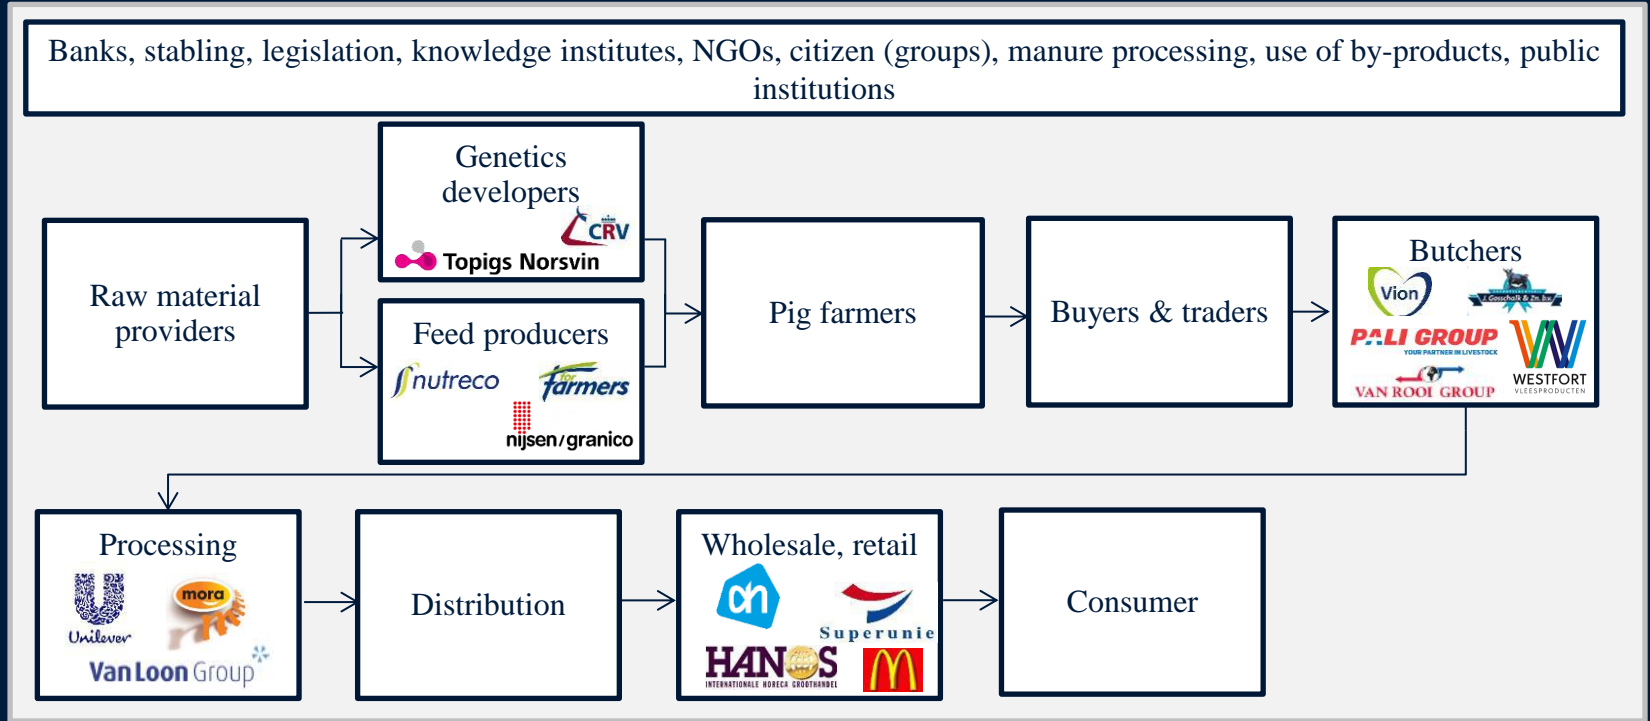 Banks, stabling, legislation, knowledge institutes, NGOs, citizen (groups), manure processing, use of by-products, public
institutions
Raw material
providers
Genetics
developers
CRV
Topigs Norsvin
Feed producers
nutreco
for
farmers
nijsen/granico
Pig farmers
Buyers & traders
Butchers
Vion
J. Gosschalk & Zn. b.v.
PALI GROUP
YOUR PARTNER IN LIVESTOCK
VAN ROOI GROUP
WESTFORT
VLEESPRODUCTEN
Processing
Unilever
mora
Van Loon Group
Distribution
Wholesale, retail
ah
Superunie
HANOS
INTERNATIONALE HORECA GROOTHANDEL
M
Consumer